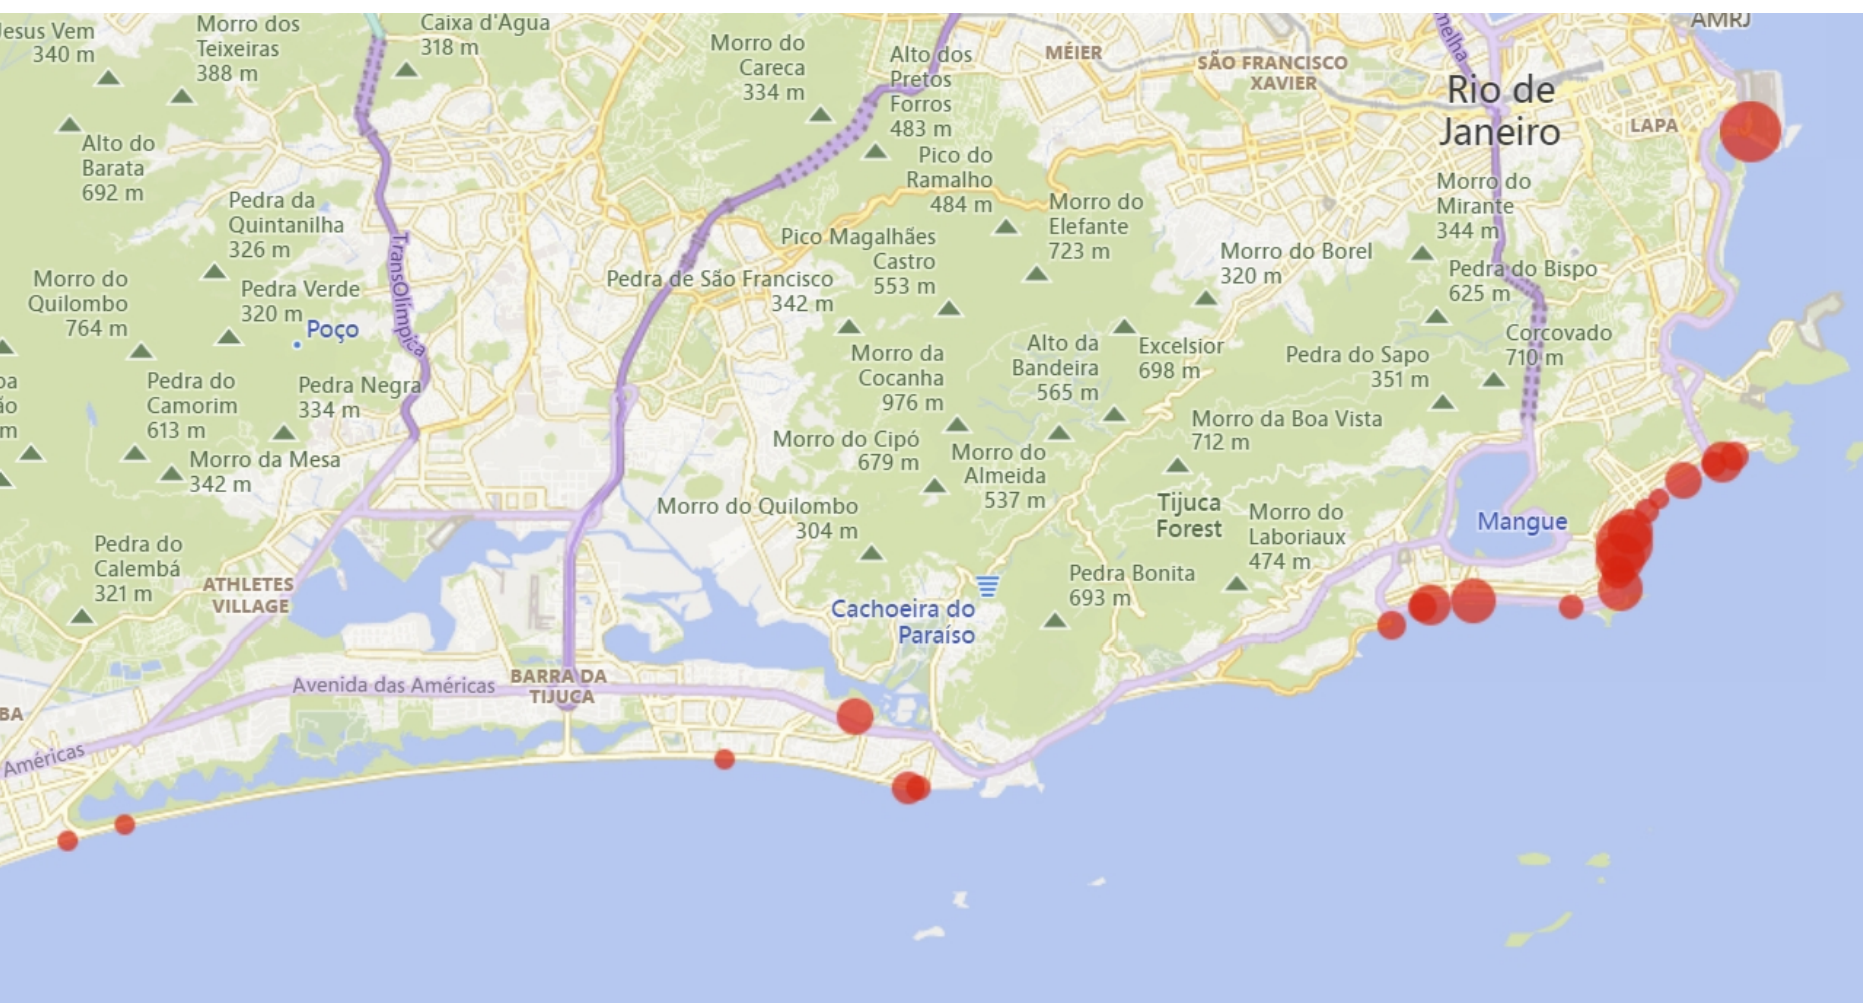 Jesus Vem
340 m
Morro dos
Teixeiras
388 m
Caixa d'Água
318 m
Morro do
Careca
334 m
Alto dos
Pretos
Forros
483 m
MÉIER
SÃO FRANCISCO
XAVIER
AMRJ
Rio de
Janeiro
LAPA
Alto do
Barata
692 m
Pico do
Ramalho
484 m
Morro do
Mirante
344 m
Pedra da
Quintanilha
326 m
Morro do
Elefante
723 m
Pico Magalhães
Castro
553 m
Morro do Borel
320 m
Pedra do Bispo
625 m
Morro do
Quilombo
764 m
Pedra Verde
320 m
Poço
TransOlímpica
Pedra de São Francisco
342 m
Corcovado
710 m
Alto da
Bandeira
565 m
Excelsior
698 m
Pedra do Sapo
351 m
Morro da
Cocanha
976 m
Pedra do
Camorim
613 m
Pedra Negra
334 m
Morro da Boa Vista
712 m
Morro do Cipó
679 m
Morro do
Almeida
537 m
Morro da Mesa
342 m
Morro do Quilombo
304 m
Tijuca
Forest
Morro do
Laboriaux
474 m
Mangue
Pedra do
Calembá
321 m
ATHLETES
VILLAGE
Pedra Bonita
693 m
Cachoeira do
Paraíso
Avenida das Américas
BARRA DA
TIJUCA
BA
Américas